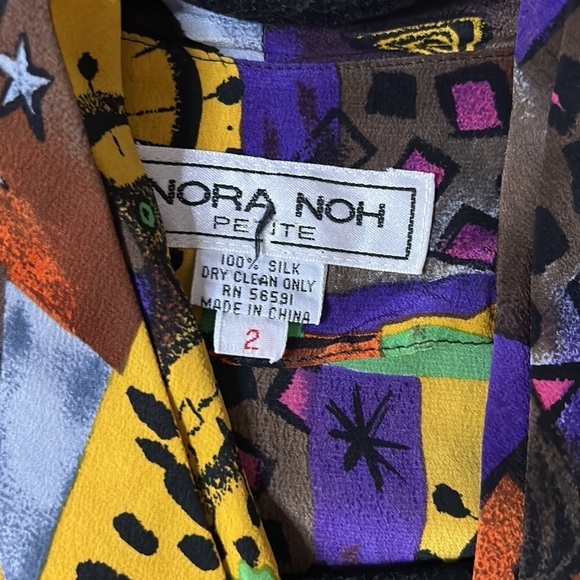 NORA NOH
PETITE
100% SILK
DRY CLEAN ONLY
RN 56591
MADE IN CHINA
2